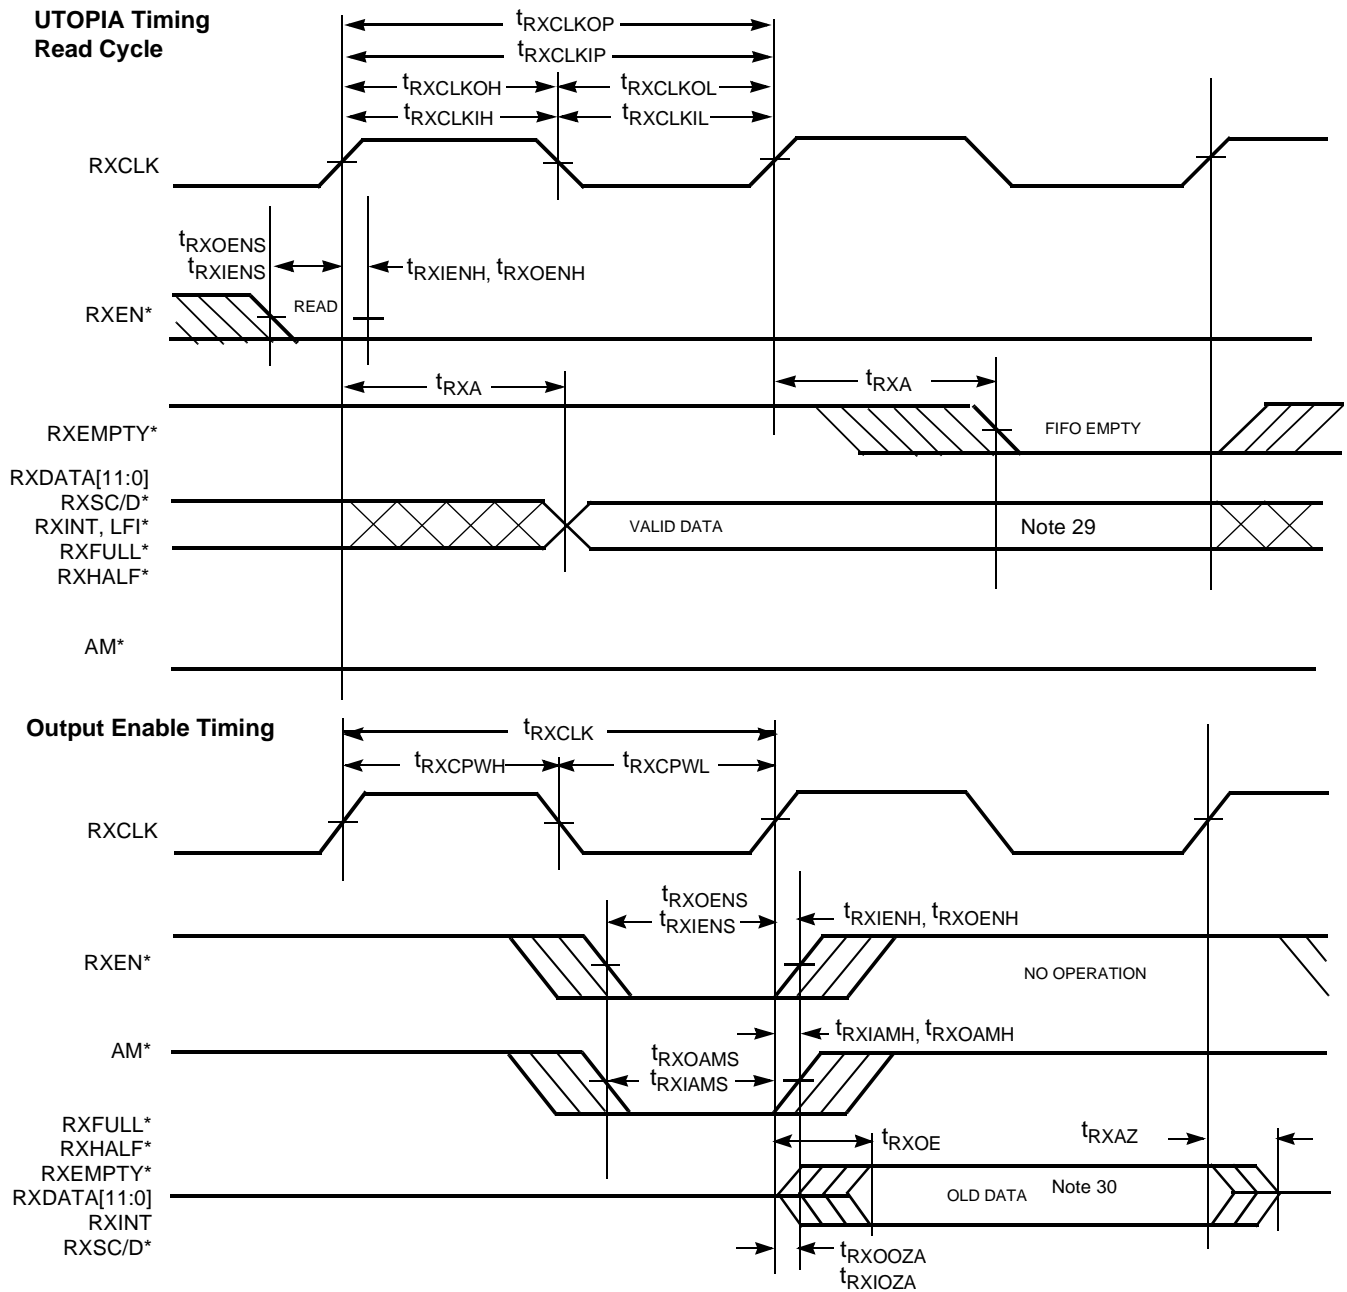 UTOPIA Timing
Read Cycle
tRXCLKOP
tRXCLKIP
tRXCLKOH
tRXCLKOL
tRXCLKIH
tRXCLKIL
RXCLK
tRXOENS
tRXIENS
tRXIENH, tRXOENH
RXEN*
READ
tRXA
tRXA
RXEMPTY*
FIFO EMPTY
RXDATA[11:0]
RXSC/D*
RXINT, LFI*
RXFULL*
RXHALF*
VALID DATA
Note 29
AM*
Output Enable Timing
tRXCLK
tRXCPWH
tRXCPWL
RXCLK
tRXOENS
tRXIENS
tRXIENH, tRXOENH
RXEN*
NO OPERATION
tRXIAMH, tRXOAMH
AM*
tRXOAMS
tRXIAMS
RXFULL*
RXHALF*
RXEMPTY*
RXDATA[11:0]
RXINT
RXSC/D*
tRXOE
tRXAZ
OLD DATA
Note 30
tRXOOZA
tRXIOZA